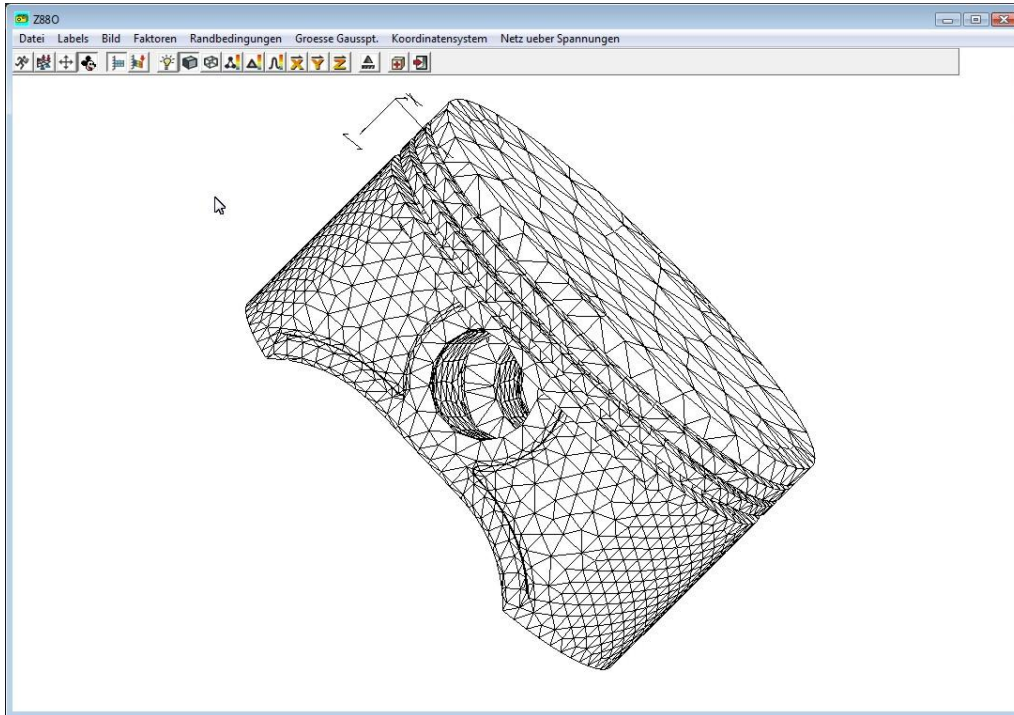 Z88O
Datei Labels Bild Faktoren Randbedingungen Groesse Gausspt. Koordinatensystem Netz ueber Spannungen
X Y Z